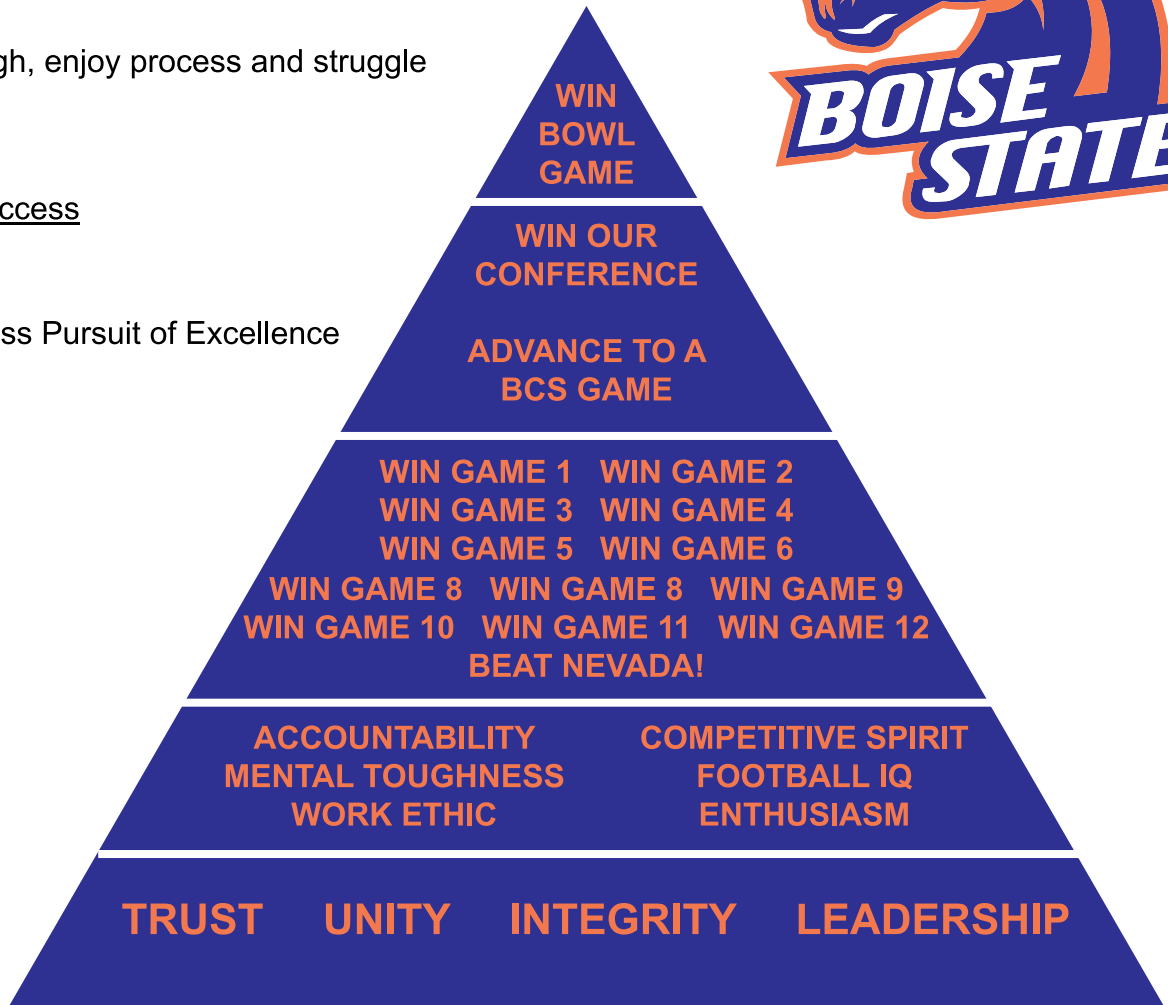 gh, enjoy process and struggle
ccess
ss Pursuit of Excellence
BOISE
STATE
WIN
BOWL
GAME
WIN OUR
CONFERENCE
ADVANCE TO A
BCS GAME
WIN GAME 1 WIN GAME 2
WIN GAME 3 WIN GAME 4
WIN GAME 5 WIN GAME 6
WIN GAME 8 WIN GAME 8 WIN GAME 9
WIN GAME 10 WIN GAME 11 WIN GAME 12
BEAT NEVADA!
ACCOUNTABILITY COMPETITIVE SPIRIT
MENTAL TOUGHNESS FOOTBALL IQ
WORK ETHIC ENTHUSIASM
TRUST UNITY INTEGRITY LEADERSHIP